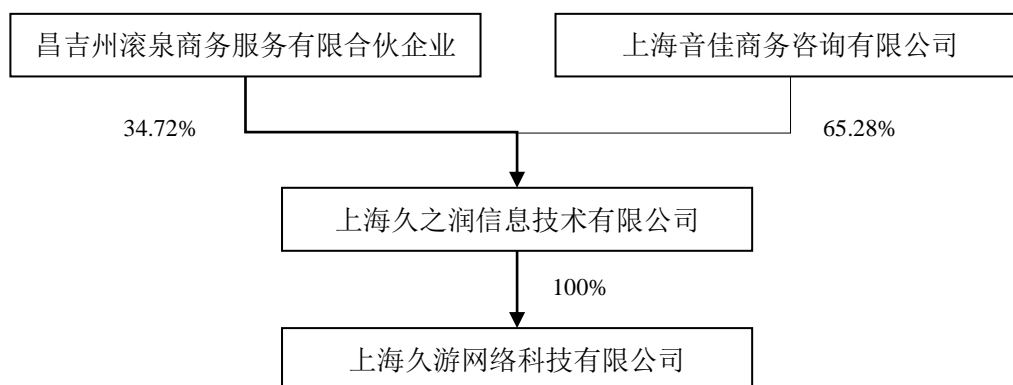 昌吉州滚泉商务服务有限合伙企业
上海音佳商务咨询有限公司
34.72%
65.28%
上海久之润信息技术有限公司
100%
上海久游网络科技有限公司